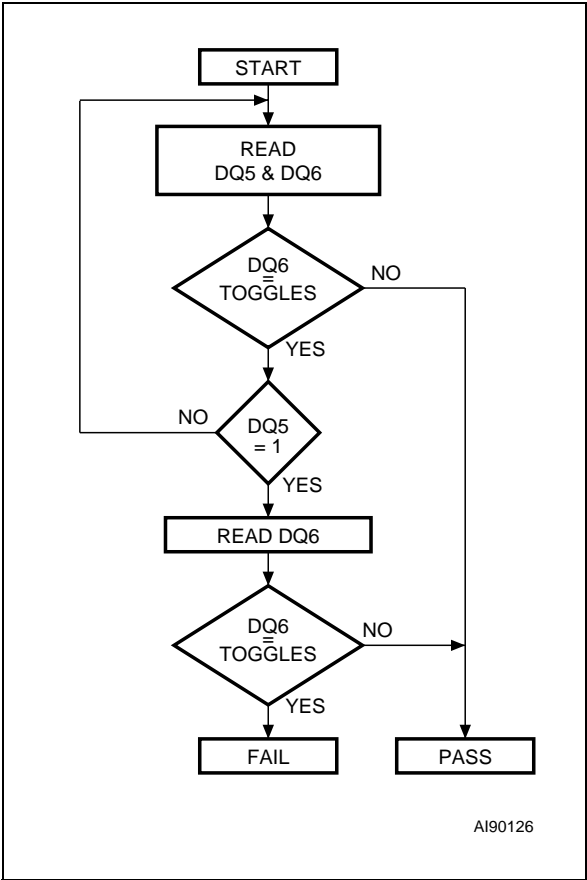 START
READ
DQ5 & DQ6
DQ6
=
TOGGLES
NO
YES
NO
DQ5
= 1
YES
READ DQ6
DQ6
=
TOGGLES
NO
YES
FAIL
PASS
AI90126